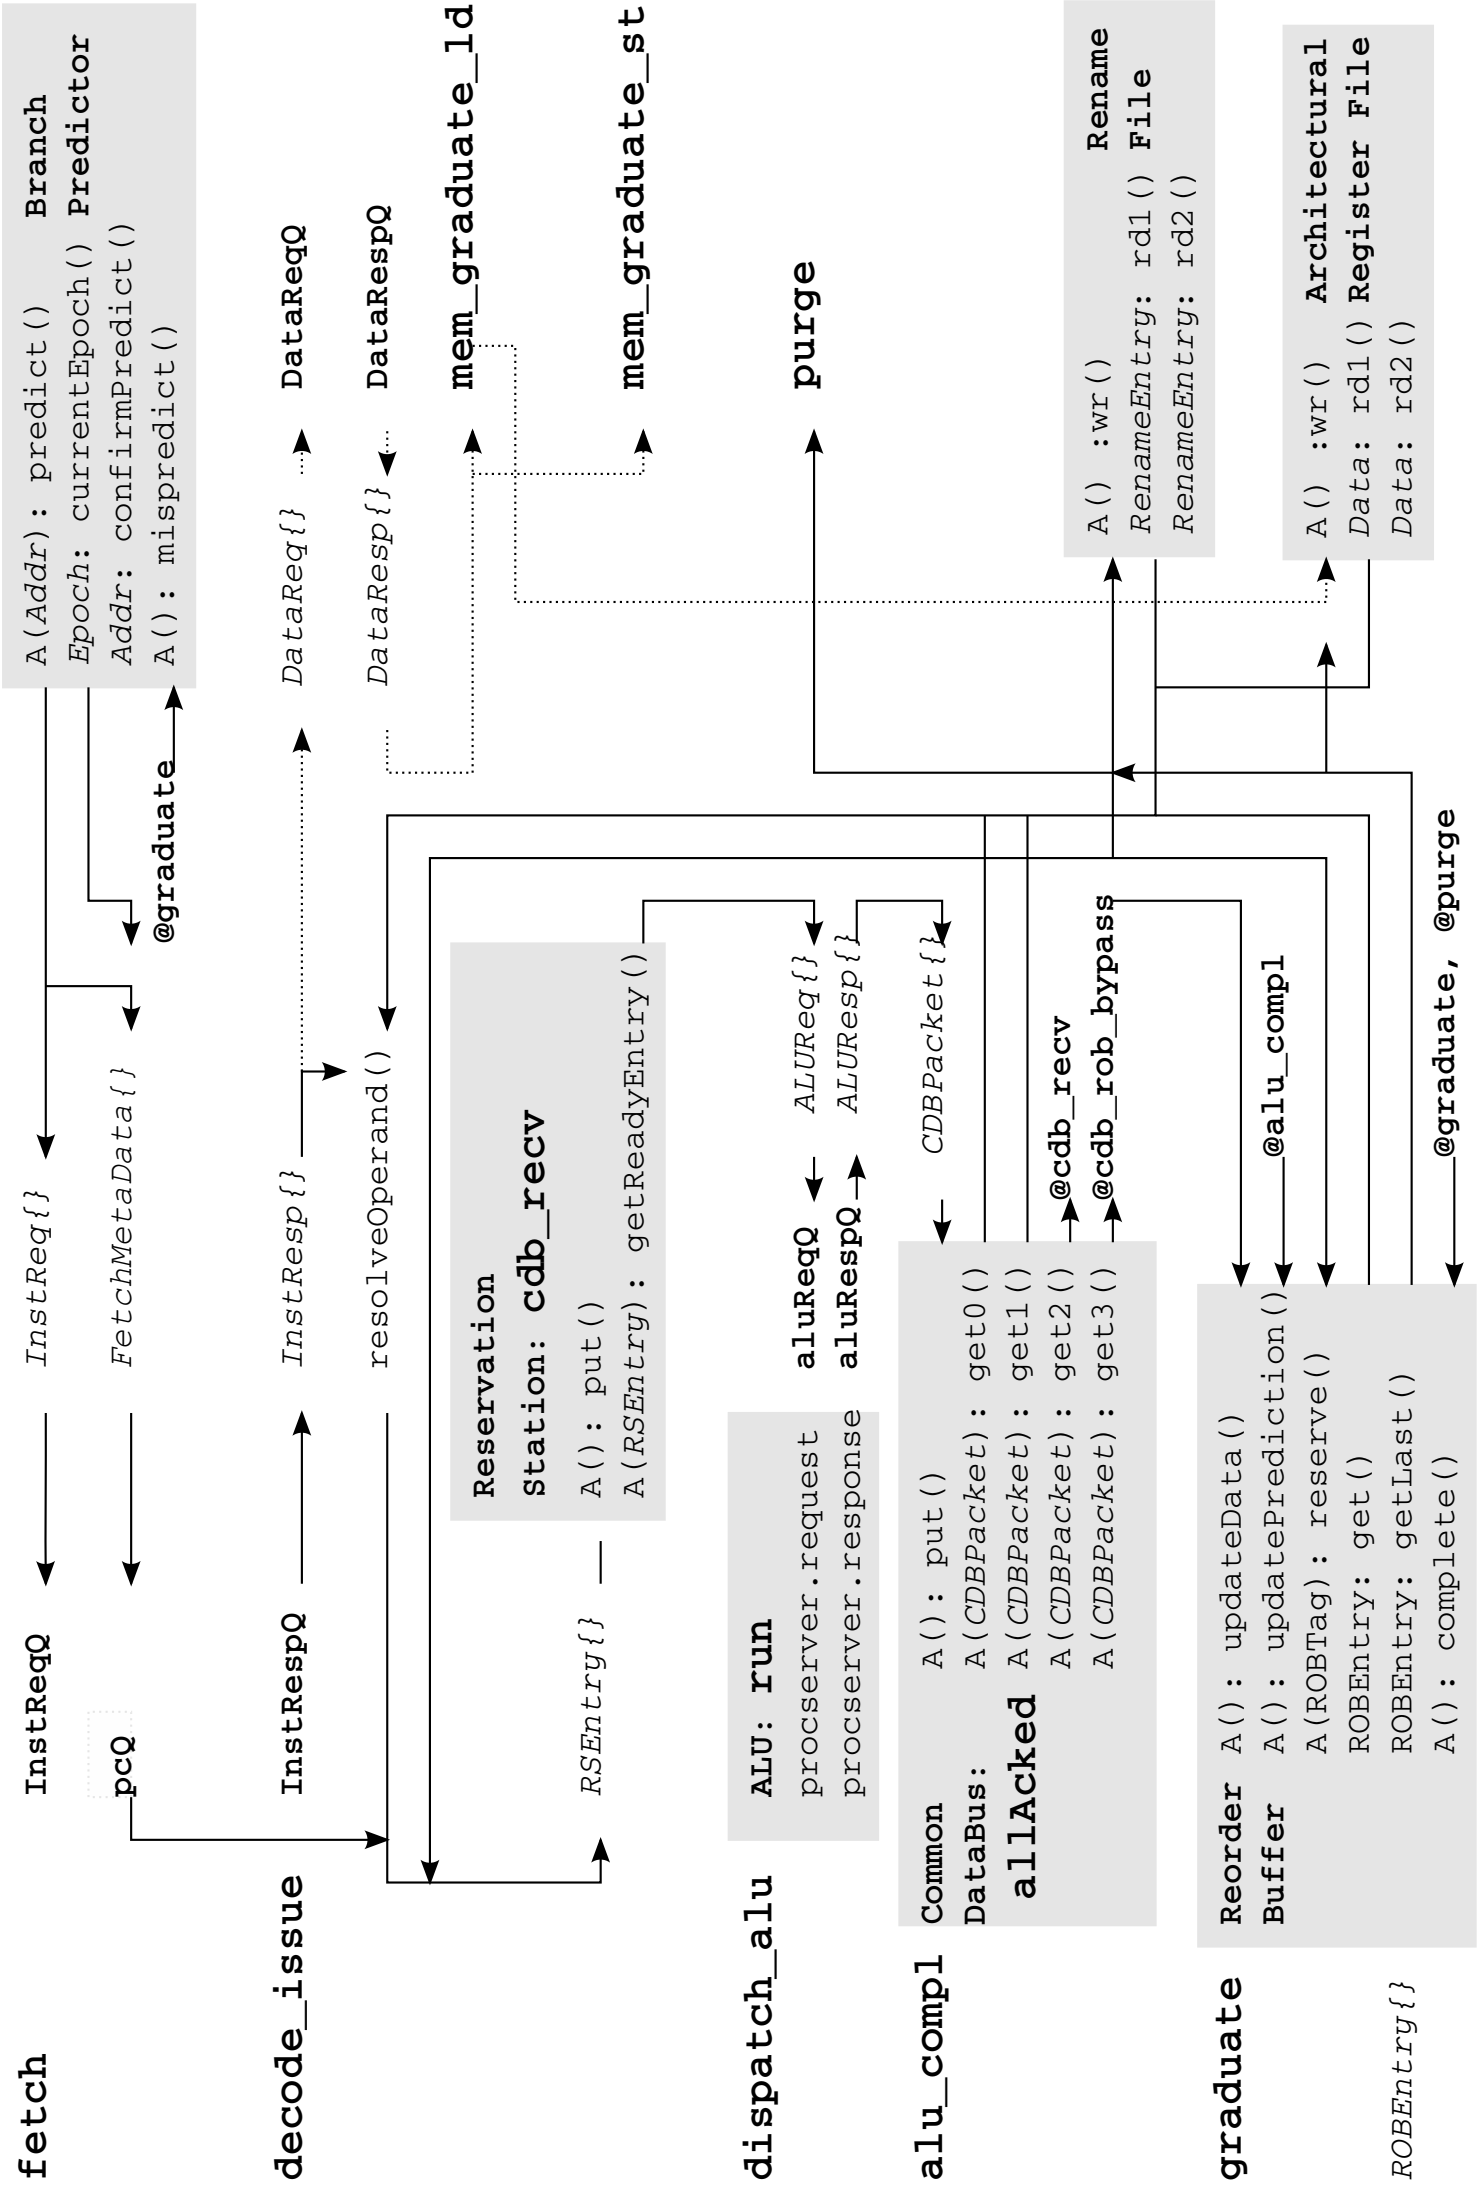 fetch
InstReqQ
InstReq{}
A(Addr): predict()
Branch
Epoch: currentEpoch()
Predictor
pcQ
FetchMetaData{}
Addr: confirmPredict()
@graduate
A(): mispredict()
decode_issue
InstRespQ
InstResp{}
DataReq{}
DataReqQ
resolveOperand()
DataResp{}
DataRespQ
Reservation
mem_graduate_ld
Station: cdb_recv
RSEntry{}
A(): put()
A(RSEntry): getReadyEntry()
mem_graduate_st
dispatch_alu
ALU: run
procserver.request
aluReqQ
ALUReq{}
purge
procserver.response
aluRespQ
ALUResp{}
alu_compl
Common
A(): put()
CDBPacket{}
DataBus:
A(CDBPacket): get0()
allAcked
A(CDBPacket): get1()
A(CDBPacket): get2()
@cdb_recv
A(CDBPacket): get3()
@cdb_rob_bypass
A() :wr()
Rename
RenameEntry: rd1()
File
RenameEntry: rd2()
graduate
Reorder
A(): updateData()
Buffer
A(): updatePrediction()
@alu_compl
A(ROBTag): reserve()
A() :wr()
Architectural
ROBEntry: get()
Data: rd1()
Register File
ROBEntry{}
ROBEntry: getLast()
Data: rd2()
A(): complete()
@graduate, @purge